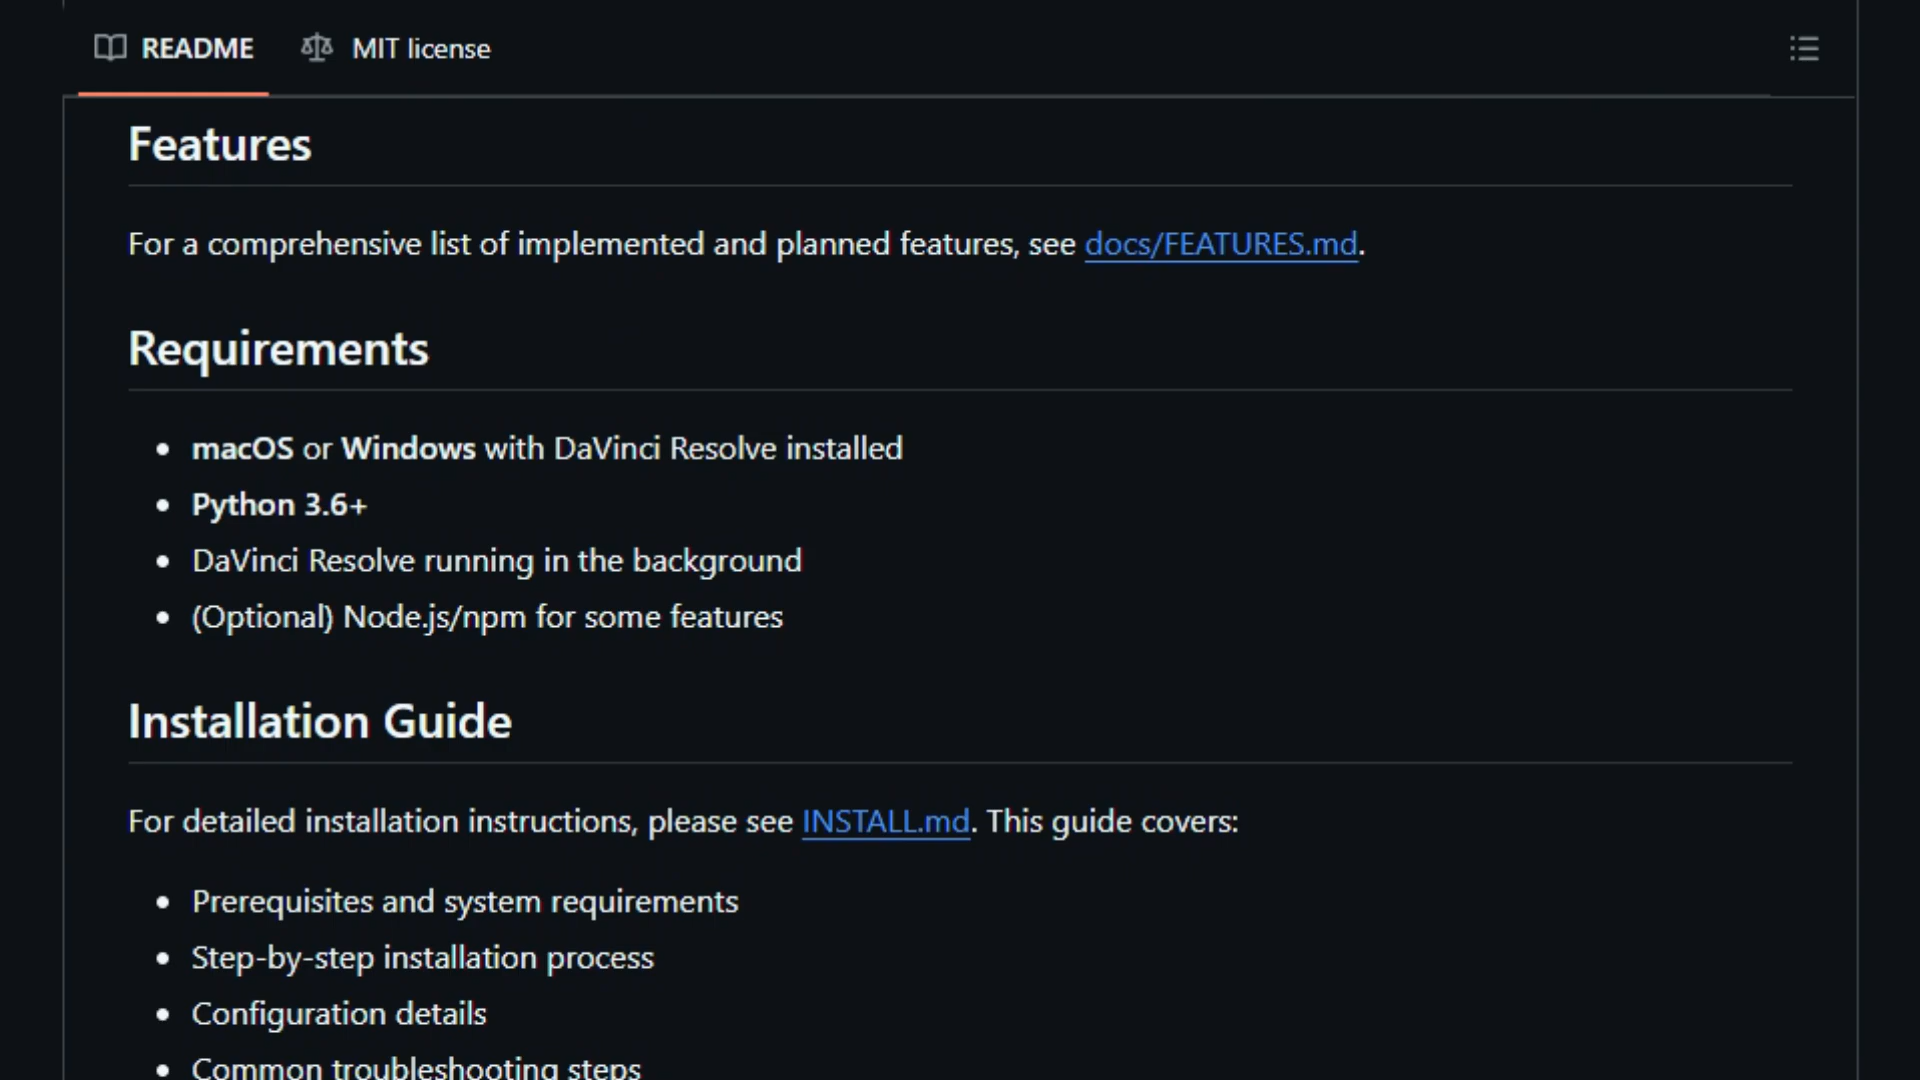 README
MIT license
Features
For a comprehensive list of implemented and planned features, see docs/FEATURES.md.
Requirements
macOS or Windows with DaVinci Resolve installed
Python 3.6+
DaVinci Resolve running in the background
(Optional) Node.js/npm for some features
Installation Guide
For detailed installation instructions, please see INSTALL.md. This guide covers:
Prerequisites and system requirements
Step-by-step installation process
Configuration details
Common troubleshooting steps